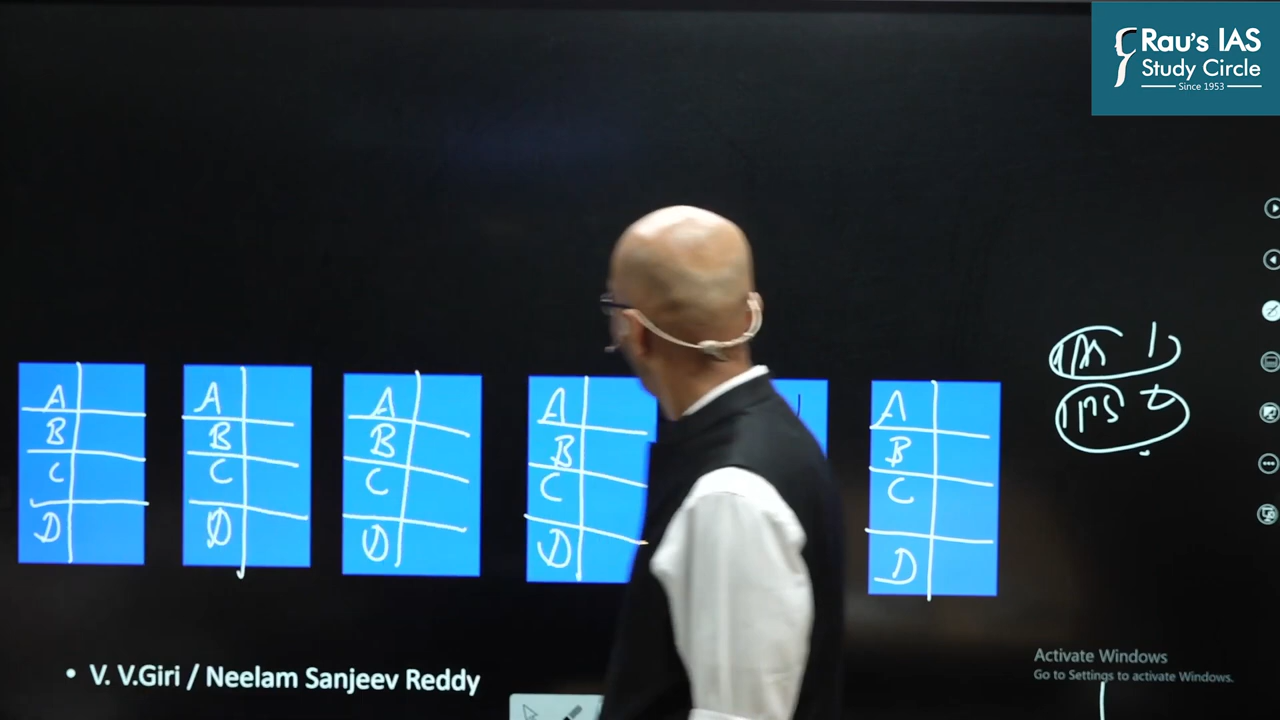 Rau's IAS
Study Circle
Since 1953
IAS 1
IPS 2
A A A A A
B B B B B
C C C C C
D D D D D
• V. V.Giri / Neelam Sanjeev Reddy
Activate Windows
Go to Settings to activate Windows.